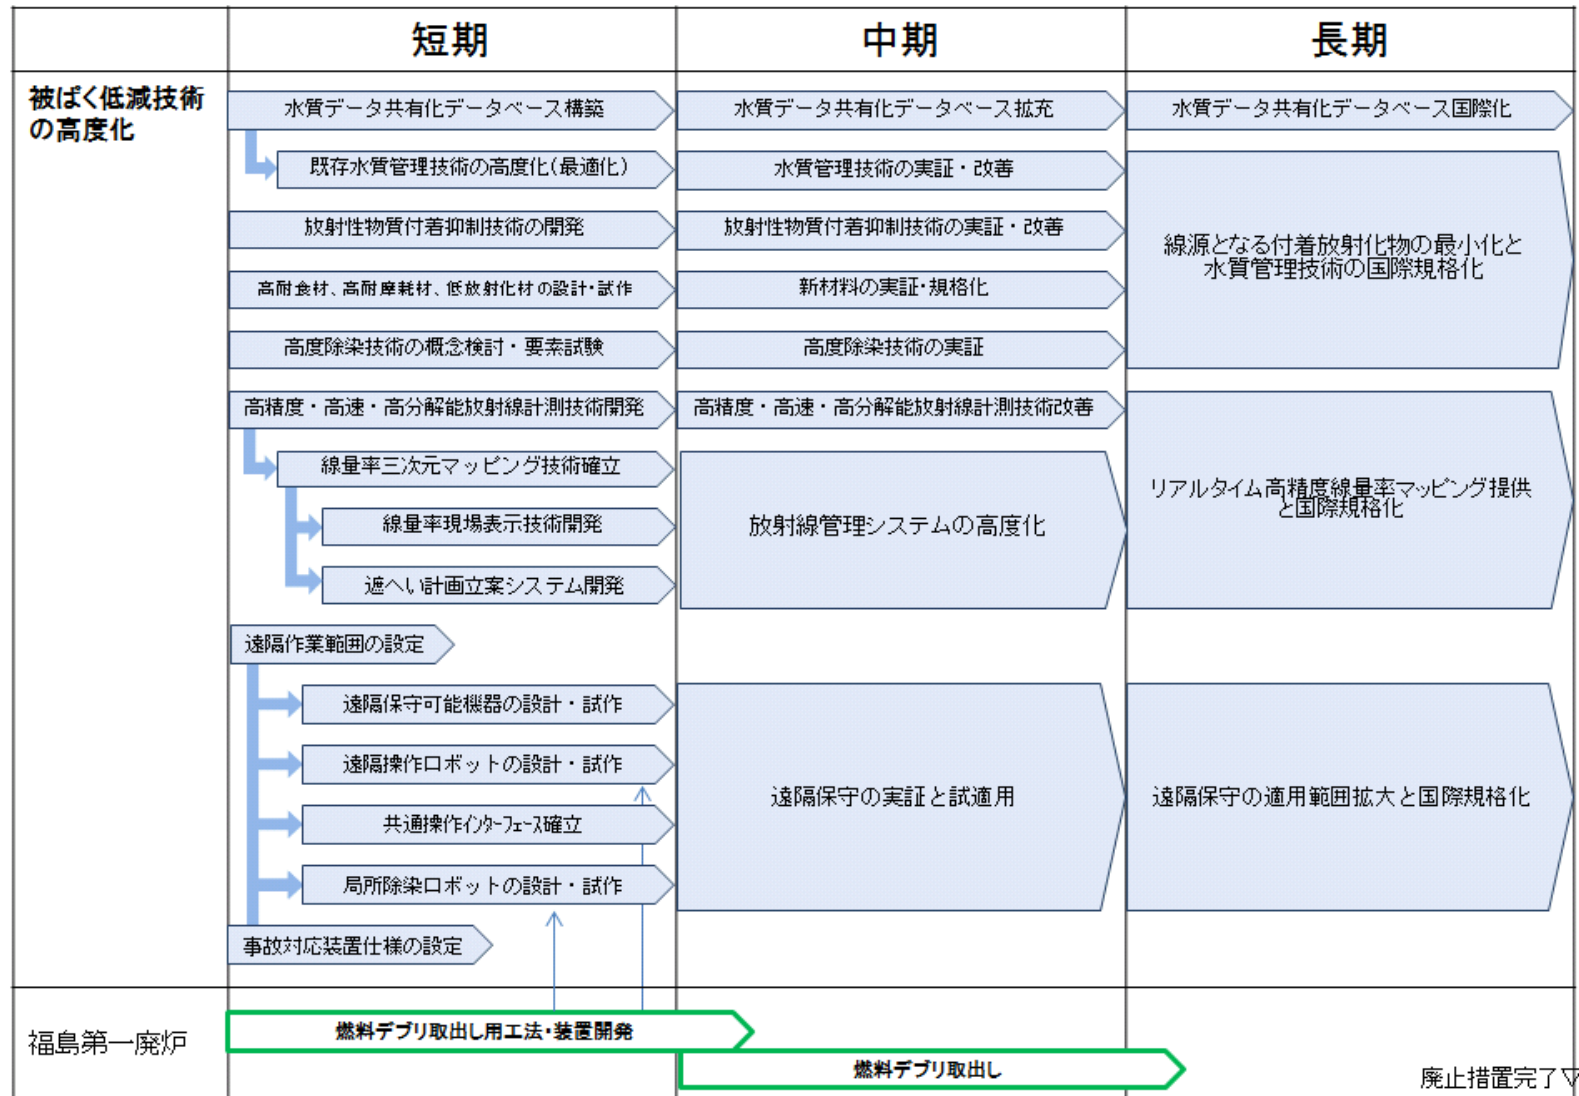 短期
中期
長期
被ばく低減技術
の高度化
水質データ共有化データベース構築
水質データ共有化データベース拡充
水質データ共有化データベース国際化
既存水質管理技術の高度化(最適化)
水質管理技術の実証・改善
放射性物質付着抑制技術の開発
放射性物質付着抑制技術の実証・改善
線源となる付着放射化物の最小化と
水質管理技術の国際規格化
高耐食材、高耐摩耗材、低放射化材の設計・試作
新材料の実証・規格化
高度除染技術の概念検討・要素試験
高度除染技術の実証
高精度・高速・高分解能放射線計測技術開発
高精度・高速・高分解能放射線計測技術改善
線量率三次元マッピング技術確立
リアルタイム高精度線量率マッピング提供
と国際規格化
線量率現場表示技術開発
放射線管理システムの高度化
遮へい計画立案システム開発
遠隔作業範囲の設定
遠隔保守可能機器の設計・試作
遠隔操作ロボットの設計・試作
遠隔保守の実証と試適用
遠隔保守の適用範囲拡大と国際規格化
共通操作インターフェース確立
局所除染ロボットの設計・試作
事故対応装置仕様の設定
福島第一廃炉
燃料デブリ取出し用工法・装置開発
燃料デブリ取出し
廃止措置完了▽